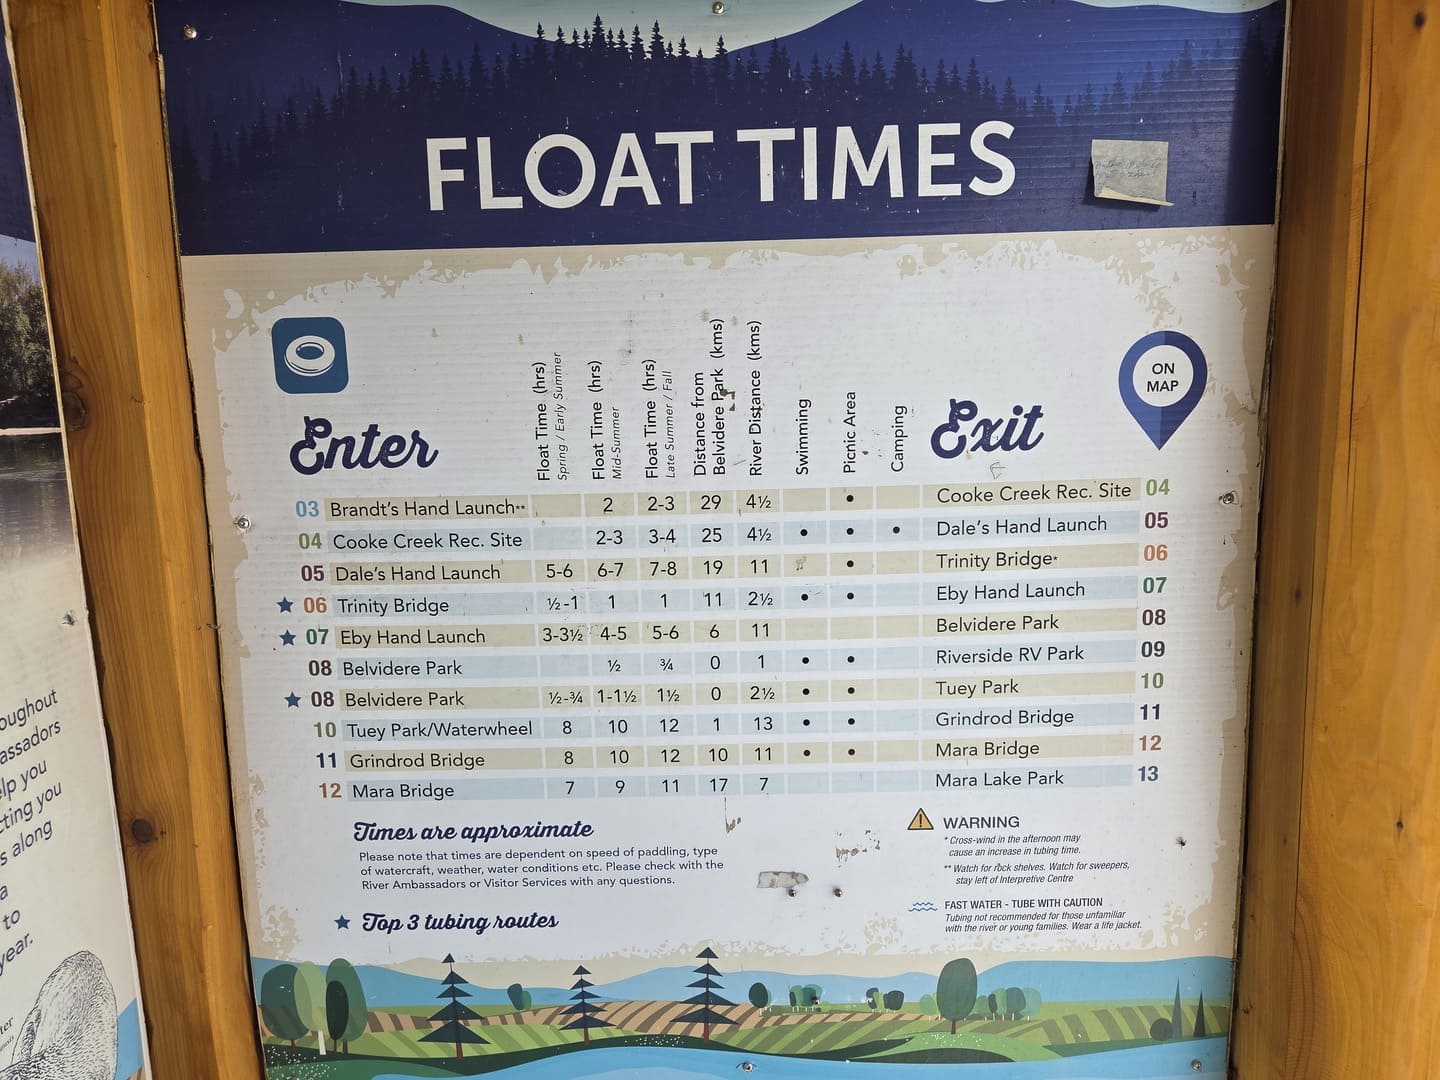 FLOAT TIMES
Enter
Float Time (hrs)
Spring / Early Summer
Float Time (hrs)
Mid-Summer
Float Time (hrs)
Late Summer / Fall
Distance from
Belvidere Park (kms)
River Distance (kms)
Swimming
Picnic Area
Camping
Exit
ON
MAP
03 Brandt's Hand Launch** 2 2-3 29 4½ • Cooke Creek Rec. Site 04
04 Cooke Creek Rec. Site 2-3 3-4 25 4½ • • • Dale's Hand Launch 05
05 Dale's Hand Launch 5-6 6-7 7-8 19 11 • Trinity Bridge* 06
★ 06 Trinity Bridge ½-1 1 1 11 2½ • • Eby Hand Launch 07
★ 07 Eby Hand Launch 3-3½ 4-5 5-6 6 11 Belvidere Park 08
08 Belvidere Park ½ ¾ 0 1 • • Riverside RV Park 09
★ 08 Belvidere Park ½-¾ 1-1½ 1½ 0 2½ • • Tuey Park 10
10 Tuey Park/Waterwheel 8 10 12 1 13 • • Grindrod Bridge 11
11 Grindrod Bridge 8 10 12 10 11 • • Mara Bridge 12
12 Mara Bridge 7 9 11 17 7 Mara Lake Park 13
Times are approximate
Please note that times are dependent on speed of paddling, type
of watercraft, weather, water conditions etc. Please check with the
River Ambassadors or Visitor Services with any questions.
★ Top 3 tubing routes
WARNING
* Cross-wind in the afternoon may
cause an increase in tubing time.
** Watch for rock shelves. Watch for sweepers,
stay left of Interpretive Centre
FAST WATER - TUBE WITH CAUTION
Tubing not recommended for those unfamiliar
with the river or young families. Wear a life jacket.
oughout
assadors
elp you
cting you
s along
a
to
year.